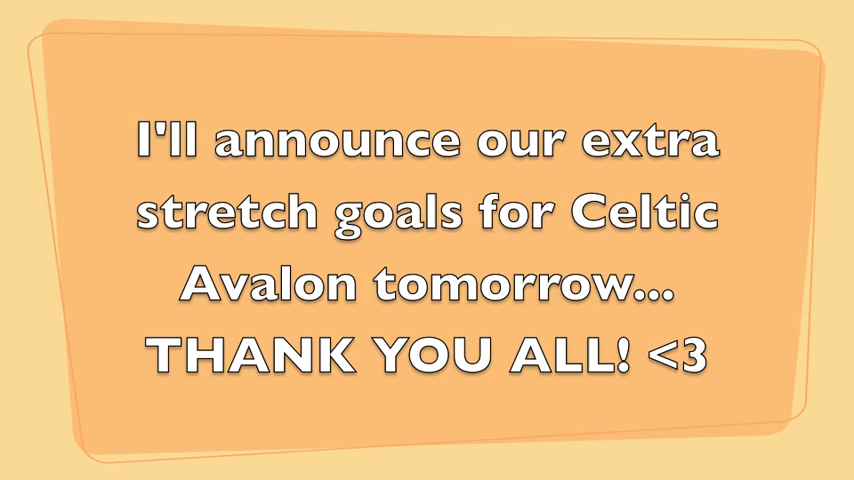 I'll announce our extra
stretch goals for Celtic
Avalon tomorrow...
THANK YOU ALL! <3